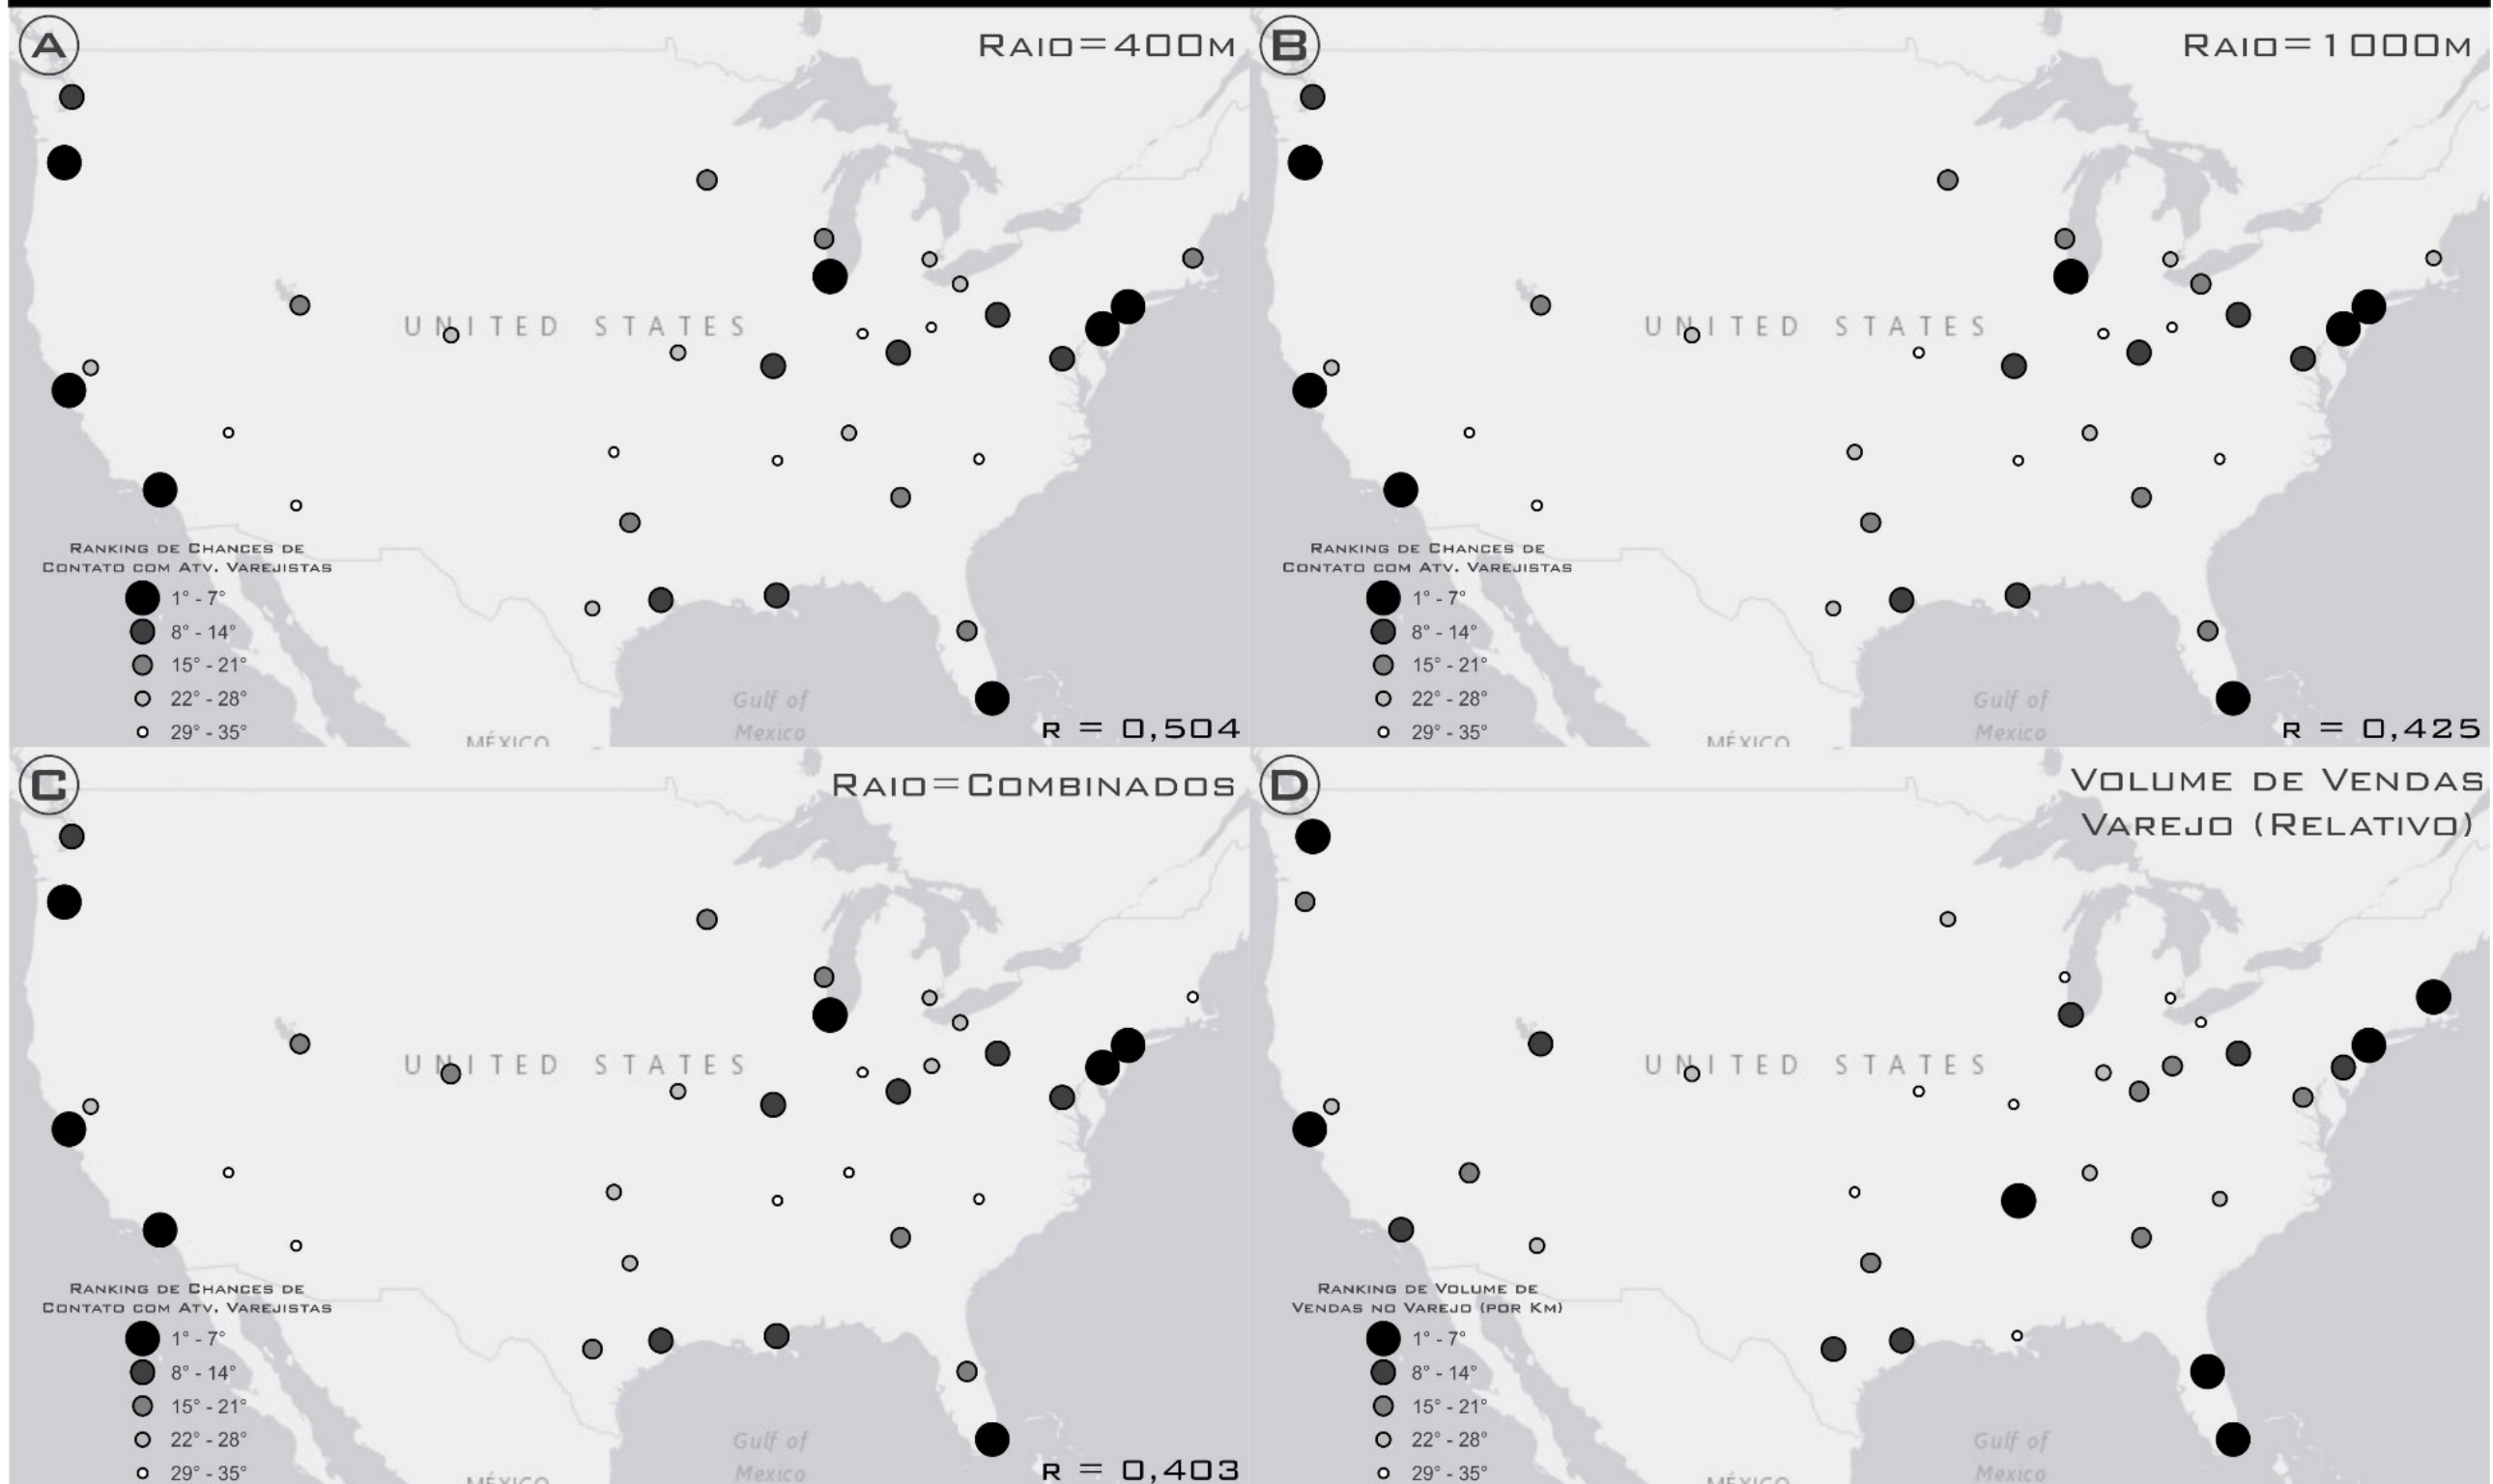 A
RAIO=400M
UNITED STATES
RANKING DE CHANCES DE
CONTATO COM ATV. VAREJISTAS
1° - 7°
8° - 14°
15° - 21°
22° - 28°
29° - 35°
MÉXICO
Gulf of
Mexico
R = 0,504
B
RAIO=1000M
UNITED STATES
RANKING DE CHANCES DE
CONTATO COM ATV. VAREJISTAS
1° - 7°
8° - 14°
15° - 21°
22° - 28°
29° - 35°
MÉXICO
Gulf of
Mexico
R = 0,425
C
RAIO=COMBINADOS
UNITED STATES
RANKING DE CHANCES DE
CONTATO COM ATV. VAREJISTAS
1° - 7°
8° - 14°
15° - 21°
22° - 28°
29° - 35°
MÉXICO
Gulf of
Mexico
R = 0,403
D
VOLUME DE VENDAS
VAREJO (RELATIVO)
UNITED STATES
RANKING DE VOLUME DE
VENDAS NO VAREJO (POR KM)
1° - 7°
8° - 14°
15° - 21°
22° - 28°
29° - 35°
MÉXICO
Gulf of
Mexico